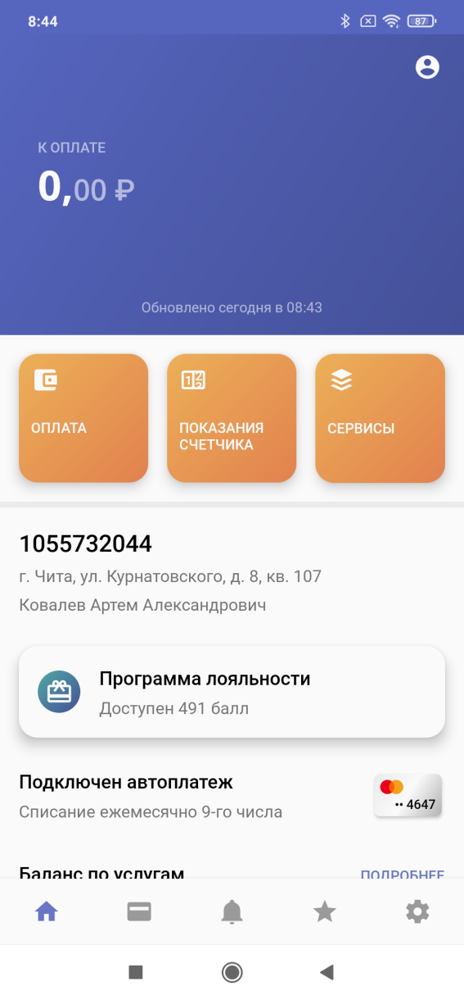 8:44
87
К ОПЛАТЕ
0,00 ₽
Обновлено сегодня в 08:43
ОПЛАТА
ПОКАЗАНИЯ
СЧЕТЧИКА
СЕРВИСЫ
1055732044
г. Чита, ул. Курнатовского, д. 8, кв. 107
Ковалев Артем Александрович
Программа лояльности
Доступен 491 балл
Подключен автоплатеж
•• 4647
Списание ежемесячно 9-го числа
Баланс по услугам ПОДРОБНЕЕ